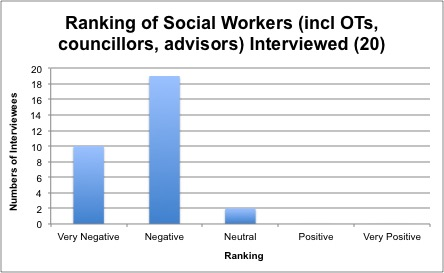 Ranking of Social Workers (incl OTs,
councillors, advisors) Interviewed (20)
Numbers of Interviewees
20
18
16
14
12
10
8
6
4
2
0
Very Negative Negative Neutral Positive Very Positive
Ranking